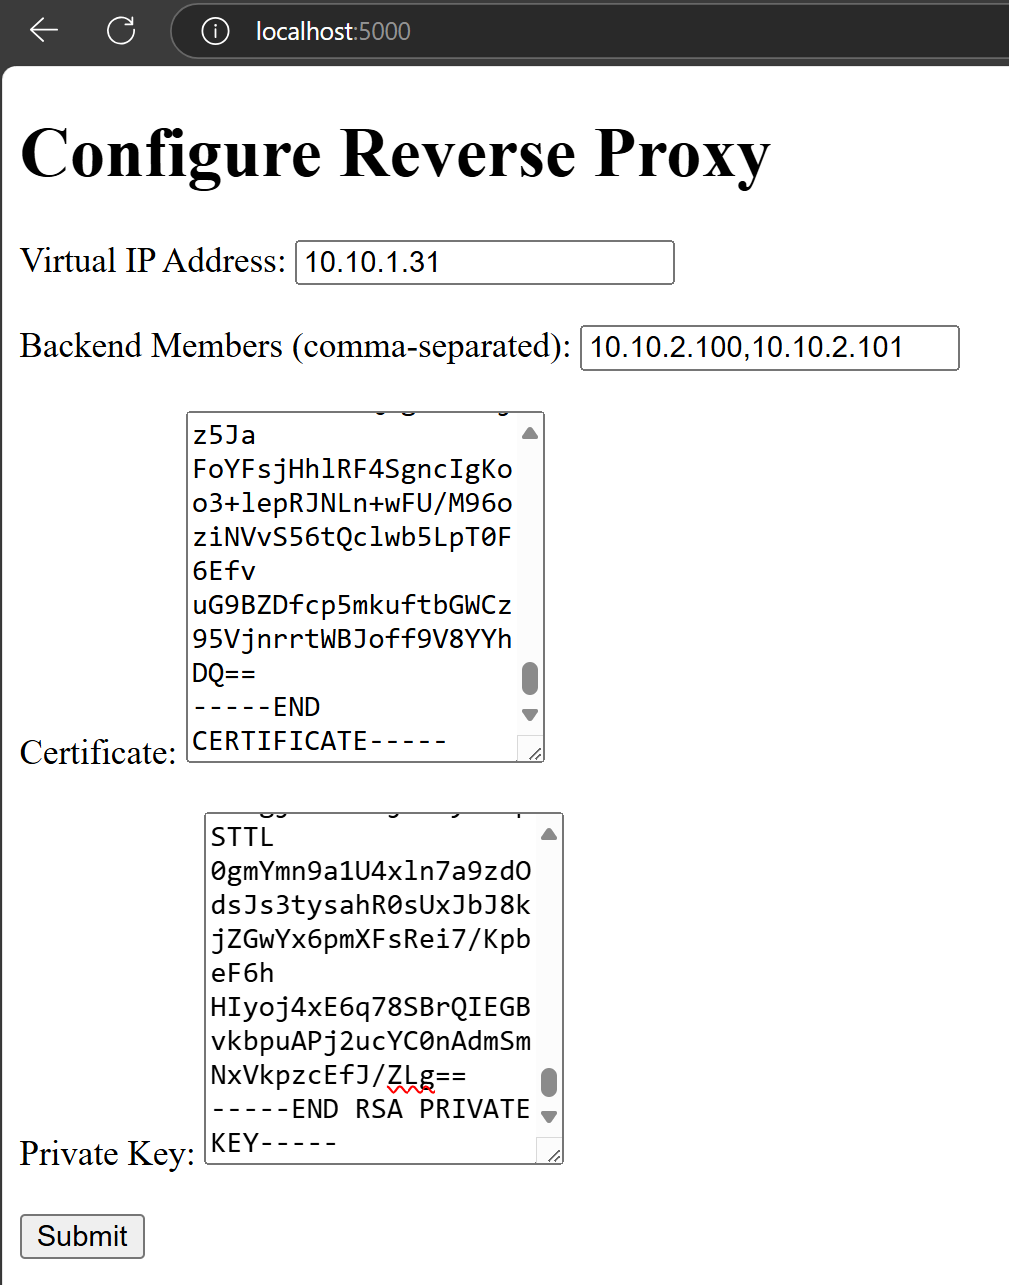 localhost:5000
Configure Reverse Proxy
Virtual IP Address: 10.10.1.31
Backend Members (comma-separated): 10.10.2.100,10.10.2.101
z5Ja
FoYFsjHhlRF4SgncIgKo
o3+lepRJNLn+wFU/M96o
ziNVvS56tQclwb5LpT0F
6Efv
uG9BZDfcp5mkuftbGWCz
95VjnrrtWBJoff9V8YYh
DQ==
-----END
CERTIFICATE-----
Certificate:
STTL
0gmYmn9a1U4xln7a9zdO
dsJs3tysahR0sUxJbJ8k
jZGwYx6pmXFsRei7/Kpb
eF6h
HIyoj4xE6q78SBrQIEGB
vkbpuAPj2ucYC0nAdmSm
NxVkpzcEfJ/ZLg==
-----END RSA PRIVATE
KEY-----
Private Key:
Submit